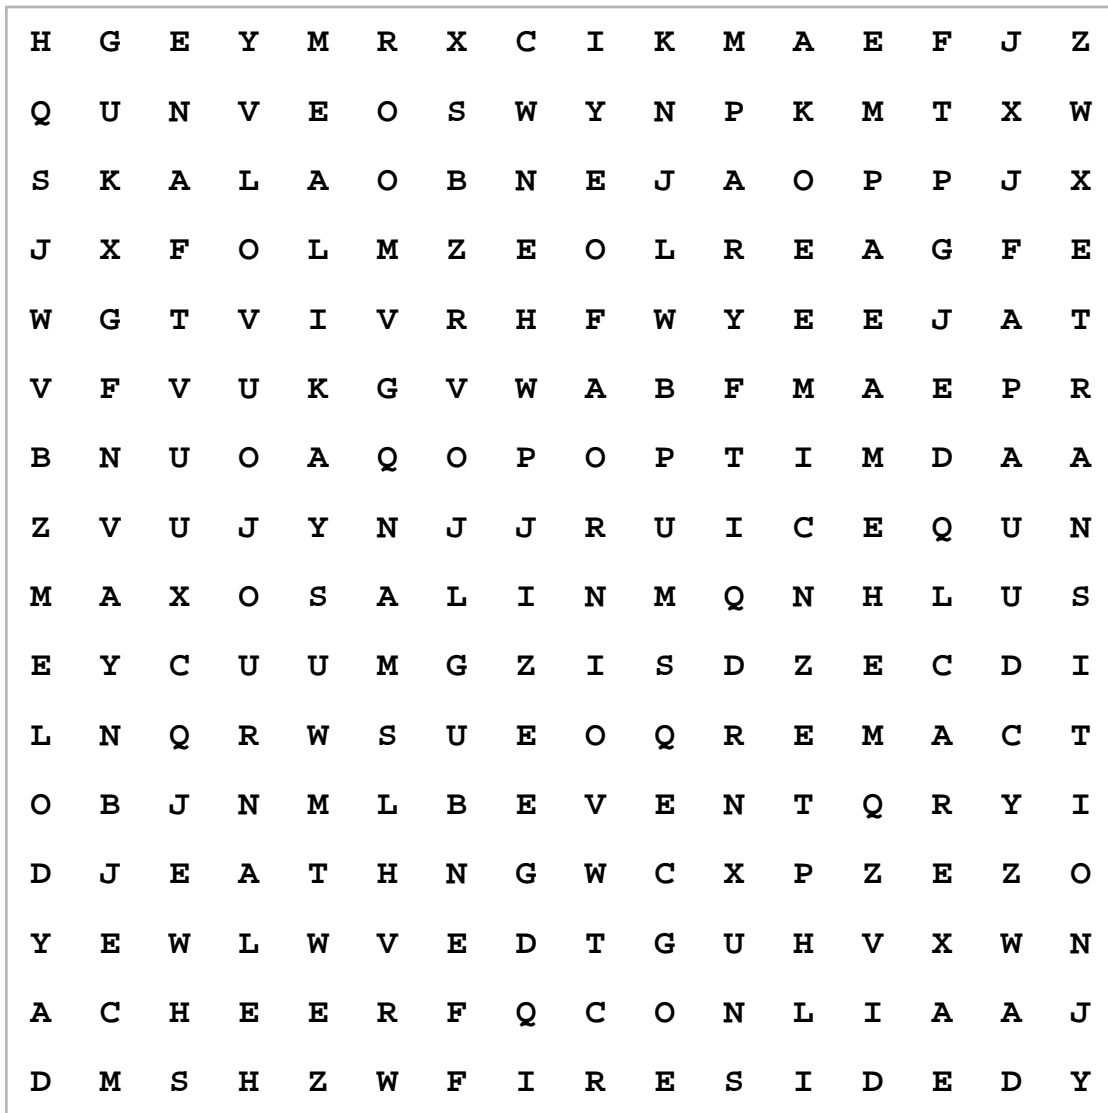 H G E Y M R X C I K M A E F J Z
Q U N V E O S W Y N P K M T X W
S K A L A O B N E J A O P P J X
J X F O L M Z E O L R E A G F E
W G T V I V R H F W Y E E J A T
V F V U K G V W A B F M A E P R
B N U O A Q O P O P T I M D A A
Z V U J Y N J J R U I C E Q U N
M A X O S A L I N M Q N H L U S
E Y C U U M G Z I S D Z E C D I
L N Q R W S U E O Q R E M A C T
O B J N M L B E V E N T Q R Y I
D J E A T H N G W C X P Z E Z O
Y E W L W V E D T G U H V X W N
A C H E E R F Q C O N L I A A J
D M S H Z W F I R E S I D E D Y